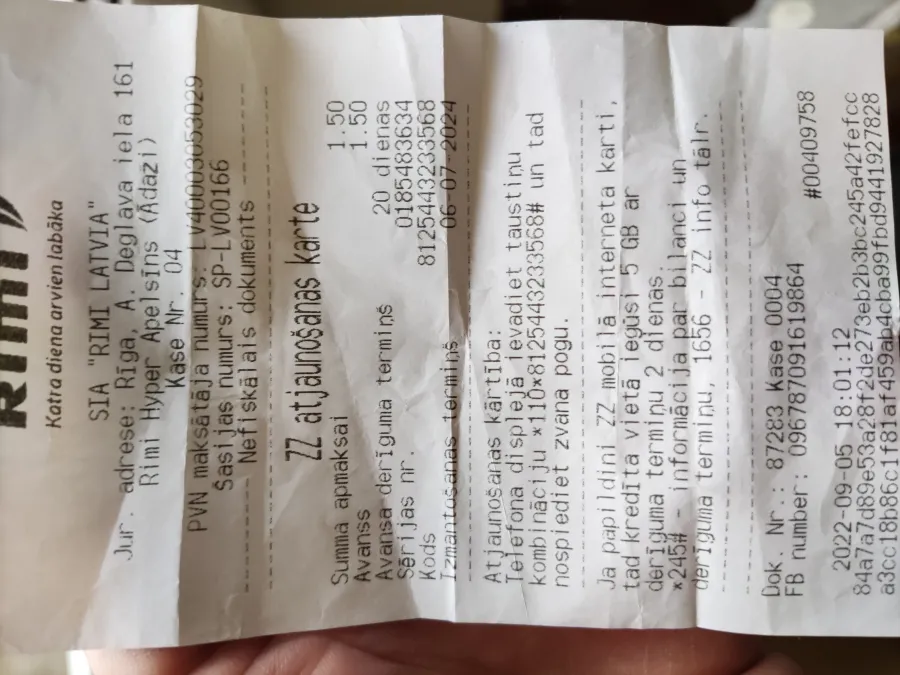 RIMI
Katra diena arvien labāka
SIA "RIMI LATVIA"
Jur. adrese: Rīga, A. Deglava iela 161
Rimi Hyper Apelsīns (Ādaži)
Kase Nr. 04
PVN maksātāja numurs: LV40003053029
Šasijas numurs: SP-LV00166
Nefiskālais dokuments
ZZ atjaunošanas karte
Summa apmaksai 1.50
Avanss 1.50
Avansa derīguma termiņš 20 dienas
Sērijas nr. 0185483634
Kods 8125443233568
Izmantošanas termiņš 06-07-2024
Atjaunošanas kārtība:
Telefona displejā ievadiet taustiņu
kombināciju *110*8125443233568# un tad
nospiediet zvana pogu.
Ja papildini ZZ mobilā interneta karti,
tad kredīta vietā iegūsi 5 GB ar
derīguma termiņu 2 dienas.
*245# - informācija par bilanci un
derīguma termiņu, 1656 - ZZ info tālr.
Dok. Nr.: 87283 Kase 0004
FB number: 0967877091619864 #00409758
2022-09-05 18:01:12
84a7a7d89e53a28f2de273eb2b3bc245a42fefcc
a3cc18b86c1f81af459ab4cba99fbd9441927828